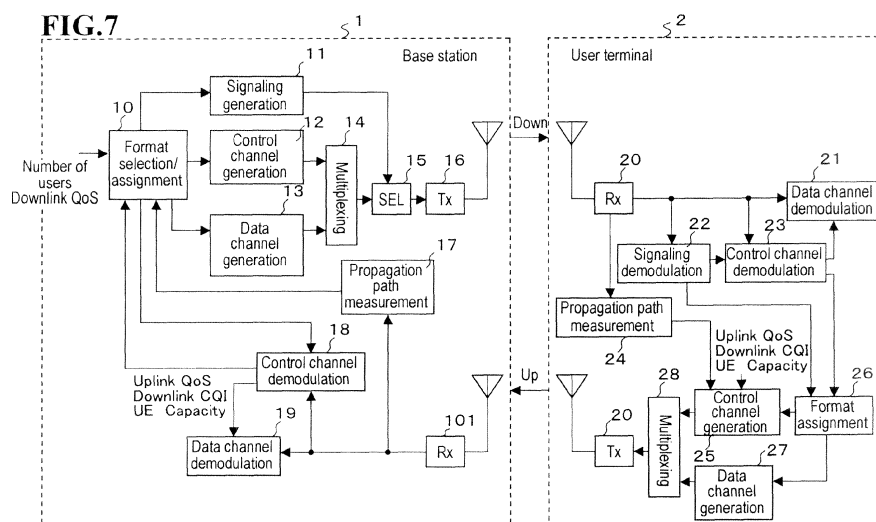 FIG.7
1
Base station
11
Signaling
generation
10
Format
selection/
assignment
Number of
users
Downlink QoS
12
Control
channel
generation
13
Data
channel
generation
14
Multiplexing
15
SEL
16
Tx
17
Propagation
path
measurement
18
Control channel
demodulation
Uplink QoS
Downlink CQI
UE Capacity
19
Data channel
demodulation
101
Rx
Down
Up
2
User terminal
20
Rx
21
Data channel
demodulation
22
Signaling
demodulation
23
Control channel
demodulation
Propagation path
measurement
24
Uplink QoS
Downlink CQI
UE Capacity
28
Multiplexing
Control
channel
generation
25
26
Format
assignment
20
Tx
27
Data
channel
generation